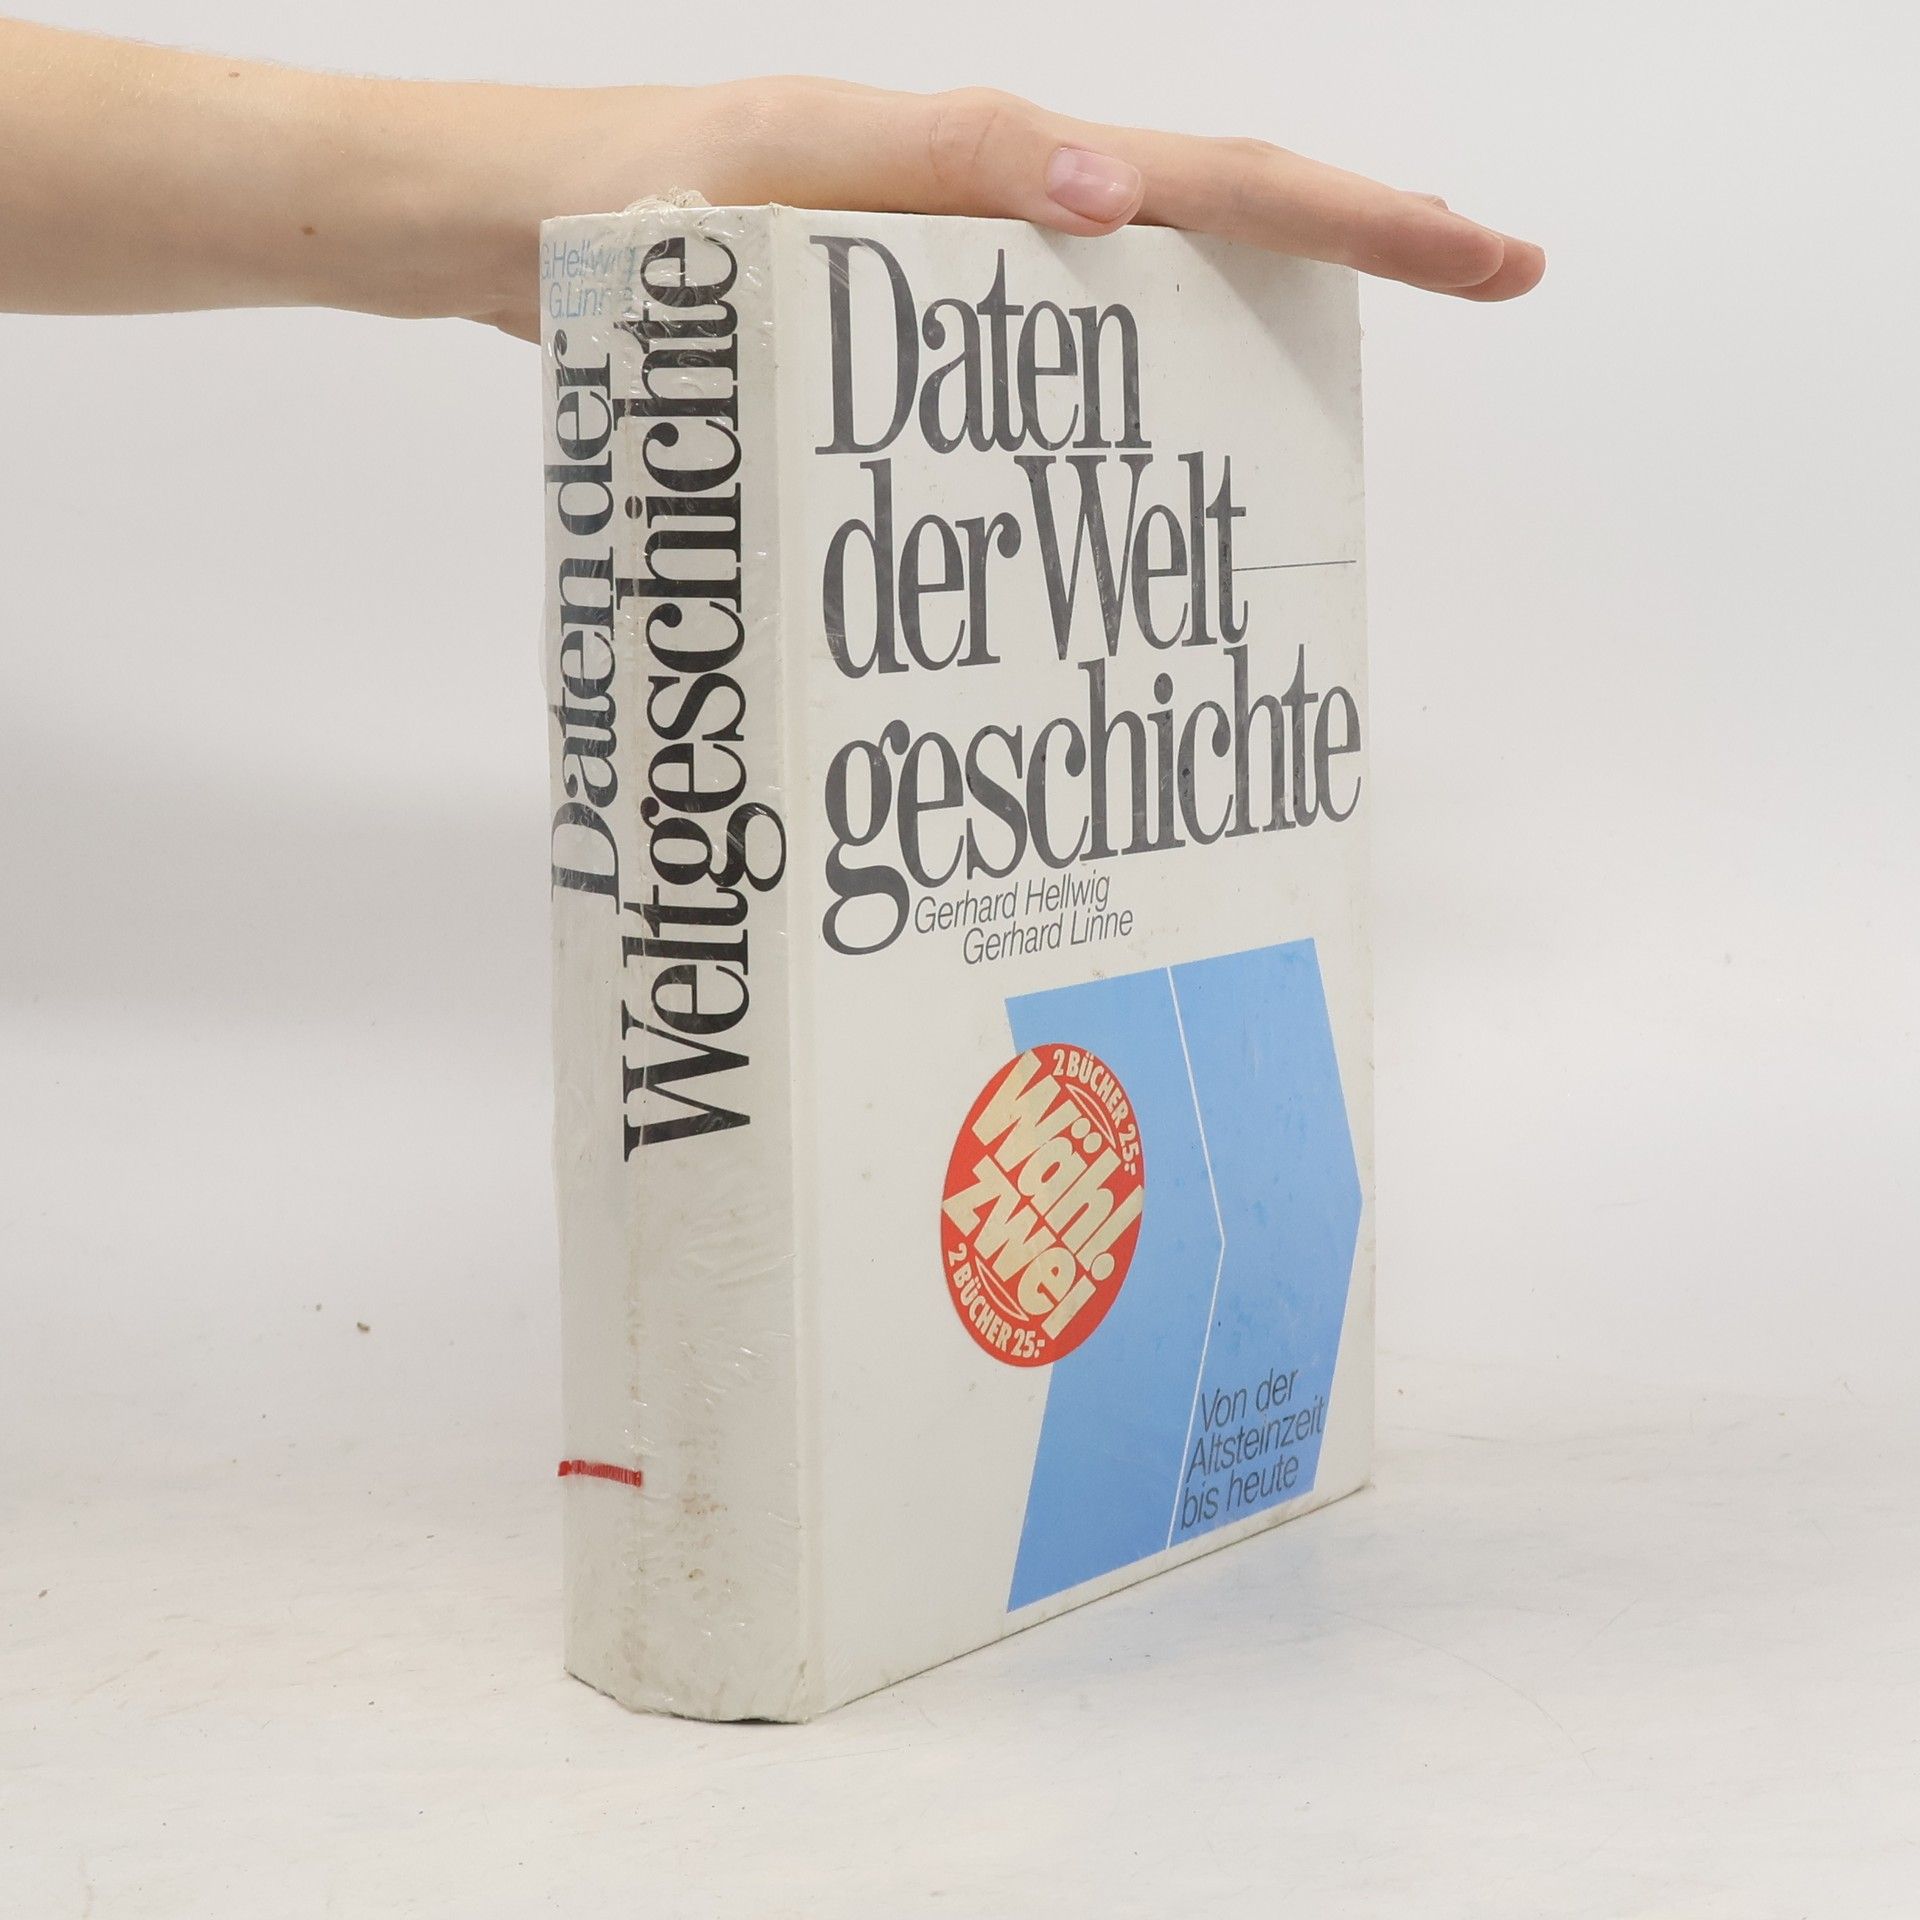 G.Hellwig
G.Linne
Daten der
Weltgeschichte
Daten
der Welt
geschichte
Gerhard Hellwig
Gerhard Linne
2 BÜCHER 25.-
Wähl
Zwei
2 BÜCHER 25.-
Von der
Altsteinzeit
bis heute